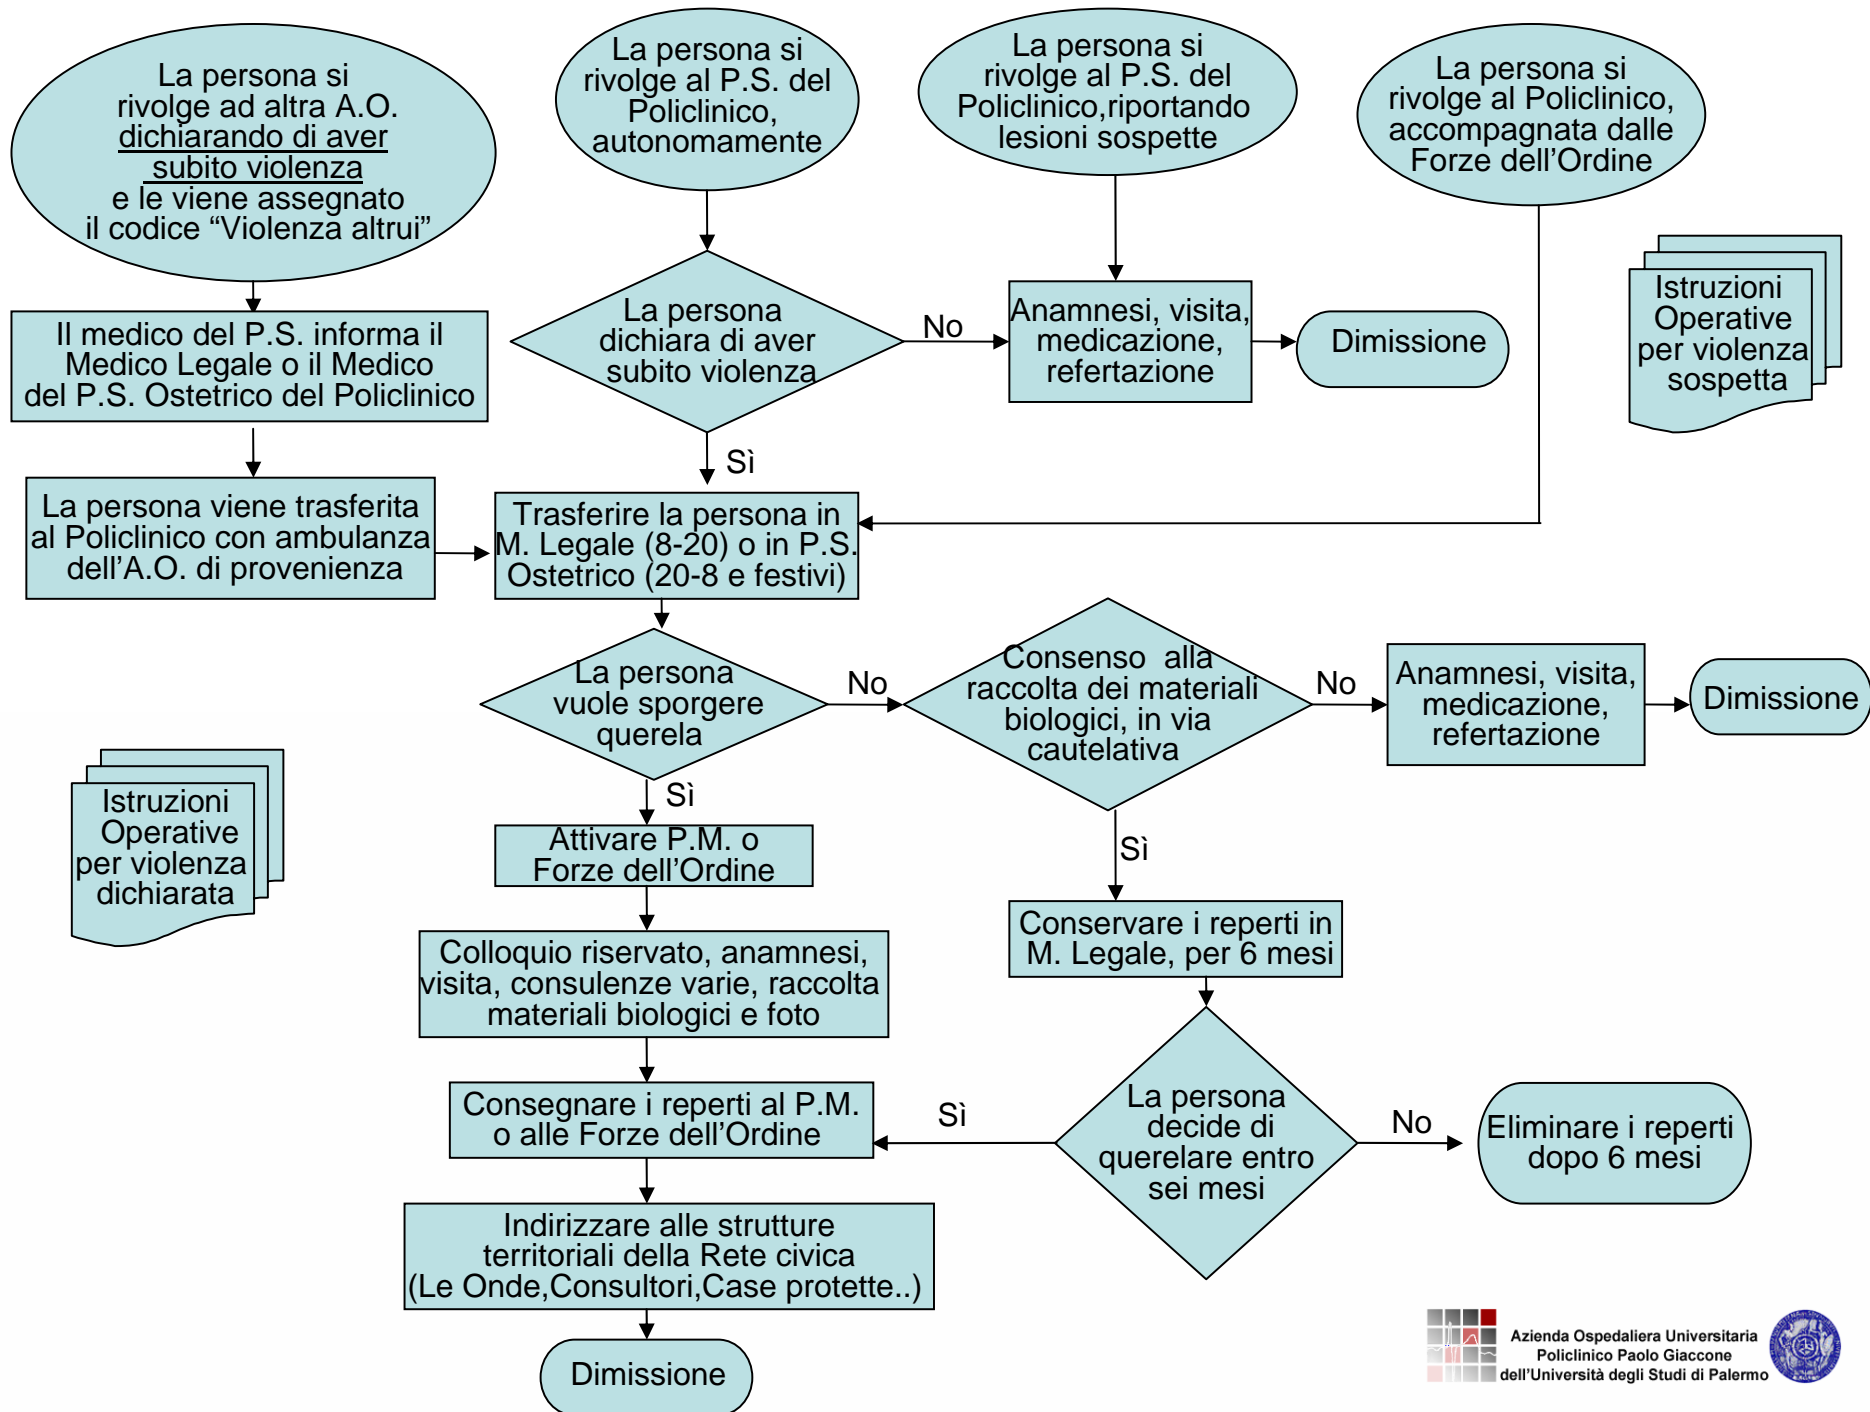 La persona si
rivolge ad altra A.O.
dichiarando di aver
subito violenza
e le viene assegnato
il codice “Violenza altrui”
La persona si
rivolge al P.S. del
Policlinico,
autonomamente
La persona si
rivolge al P.S. del
Policlinico,riportando
lesioni sospette
La persona si
rivolge al Policlinico,
accompagnata dalle
Forze dell’Ordine
Il medico del P.S. informa il
Medico Legale o il Medico
del P.S. Ostetrico del Policlinico
La persona
dichiara di aver
subito violenza
No
Anamnesi, visita,
medicazione,
refertazione
Dimissione
Istruzioni
Operative
per violenza
sospetta
Sì
La persona viene trasferita
al Policlinico con ambulanza
dell’A.O. di provenienza
Trasferire la persona in
M. Legale (8-20) o in P.S.
Ostetrico (20-8 e festivi)
La persona
vuole sporgere
querela
No
Consenso alla
raccolta dei materiali
biologici, in via
cautelativa
No
Anamnesi, visita,
medicazione,
refertazione
Dimissione
Istruzioni
Operative
per violenza
dichiarata
Sì
Attivare P.M. o
Forze dell’Ordine
Sì
Colloquio riservato, anamnesi,
visita, consulenze varie, raccolta
materiali biologici e foto
Conservare i reperti in
M. Legale, per 6 mesi
Consegnare i reperti al P.M.
o alle Forze dell’Ordine
Sì
La persona
decide di
querelare entro
sei mesi
No
Eliminare i reperti
dopo 6 mesi
Indirizzare alle strutture
territoriali della Rete civica
(Le Onde,Consultori,Case protette..)
Dimissione
Azienda Ospedaliera Universitaria
Policlinico Paolo Giaccone
dell'Università degli Studi di Palermo